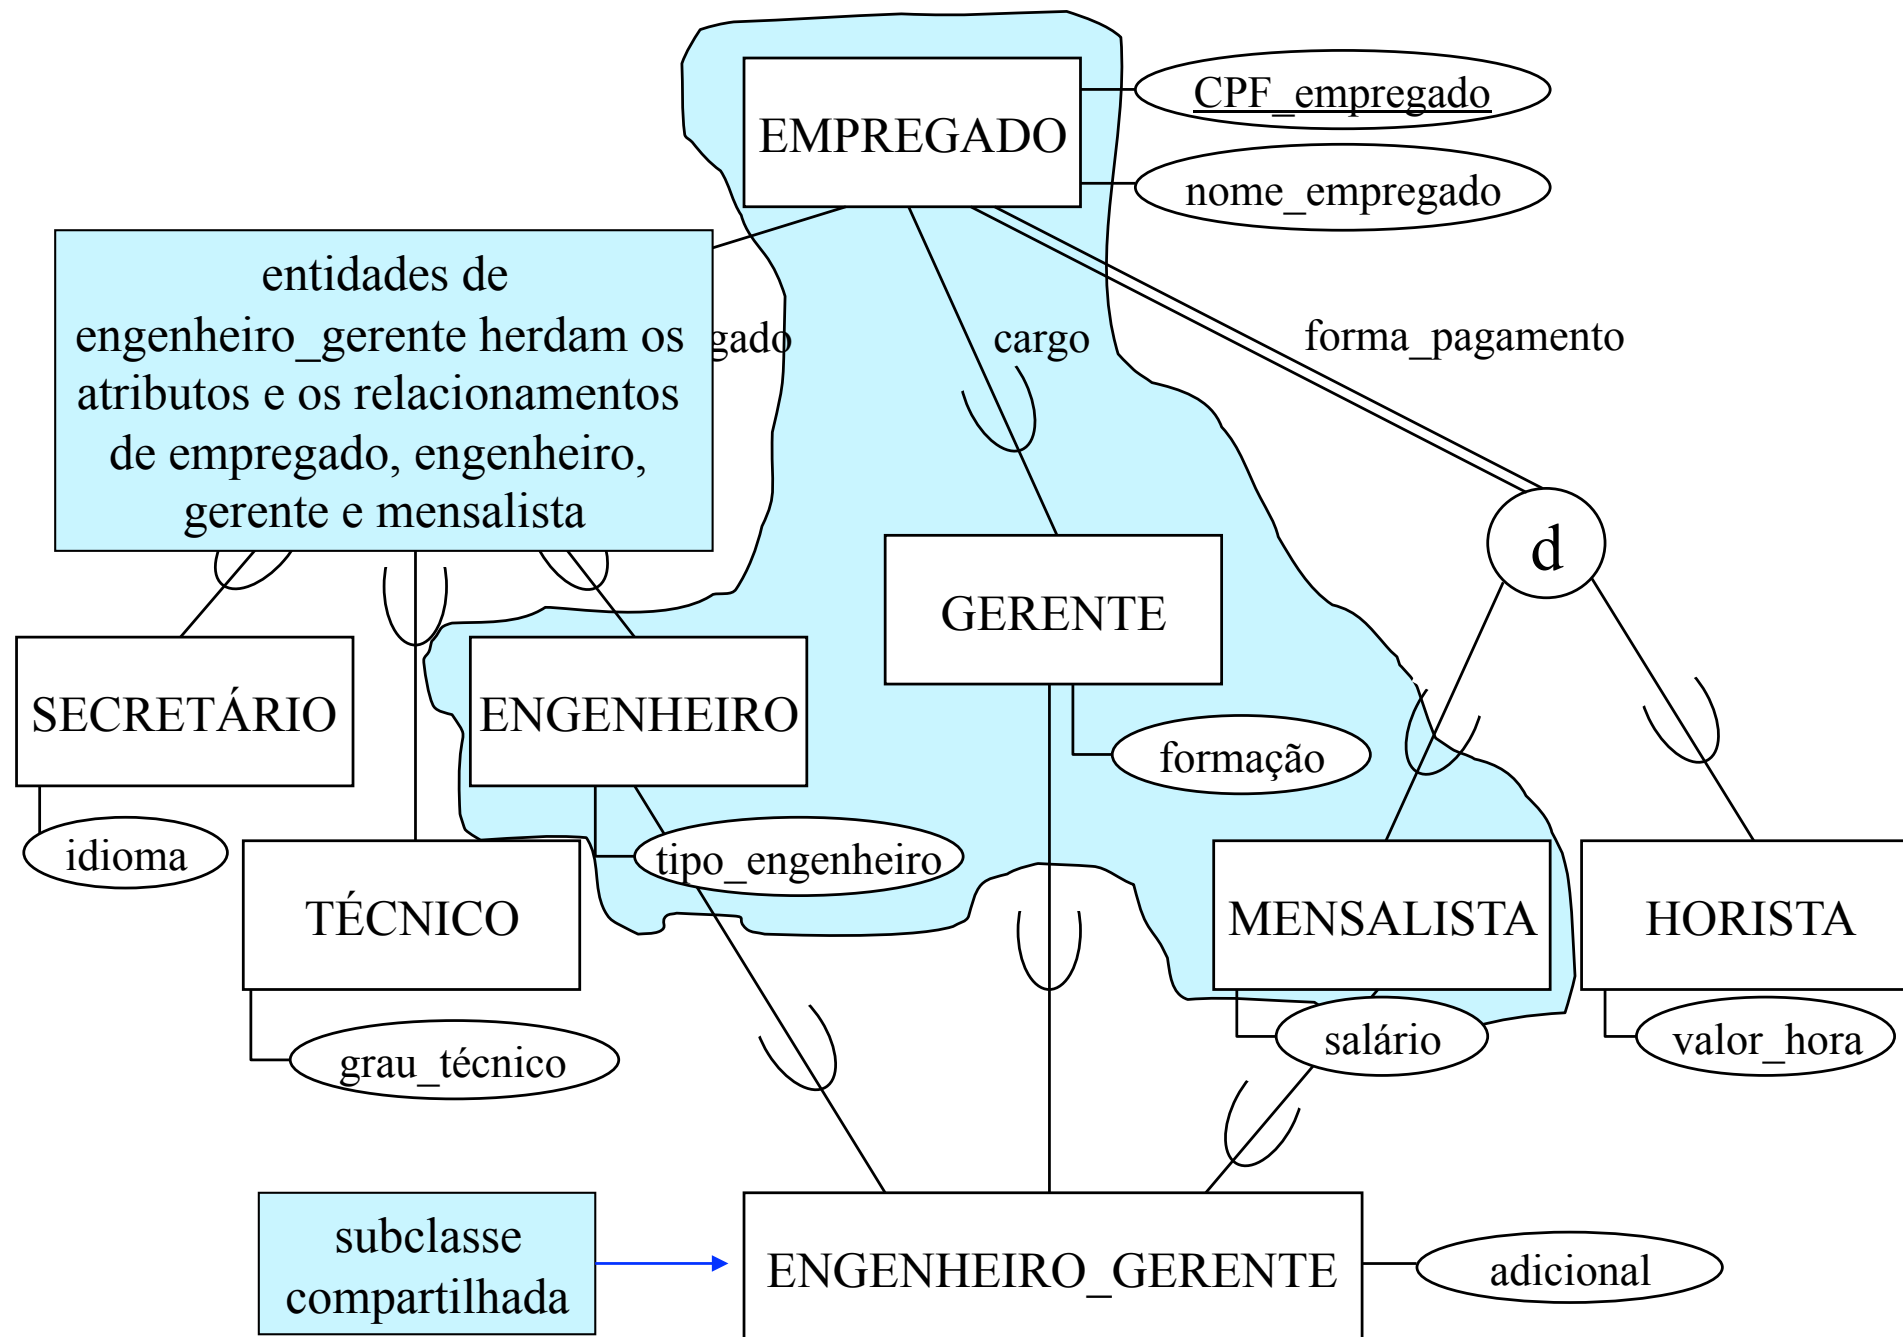 EMPREGADO
CPF_empregado
nome_empregado
entidades de
engenheiro_gerente herdam os
atributos e os relacionamentos
de empregado, engenheiro,
gerente e mensalista
gado
cargo
forma_pagamento
d
GERENTE
SECRETÁRIO
ENGENHEIRO
formação
idioma
tipo_engenheiro
TÉCNICO
MENSALISTA
HORISTA
grau_técnico
salário
valor_hora
subclasse
compartilhada
ENGENHEIRO_GERENTE
adicional